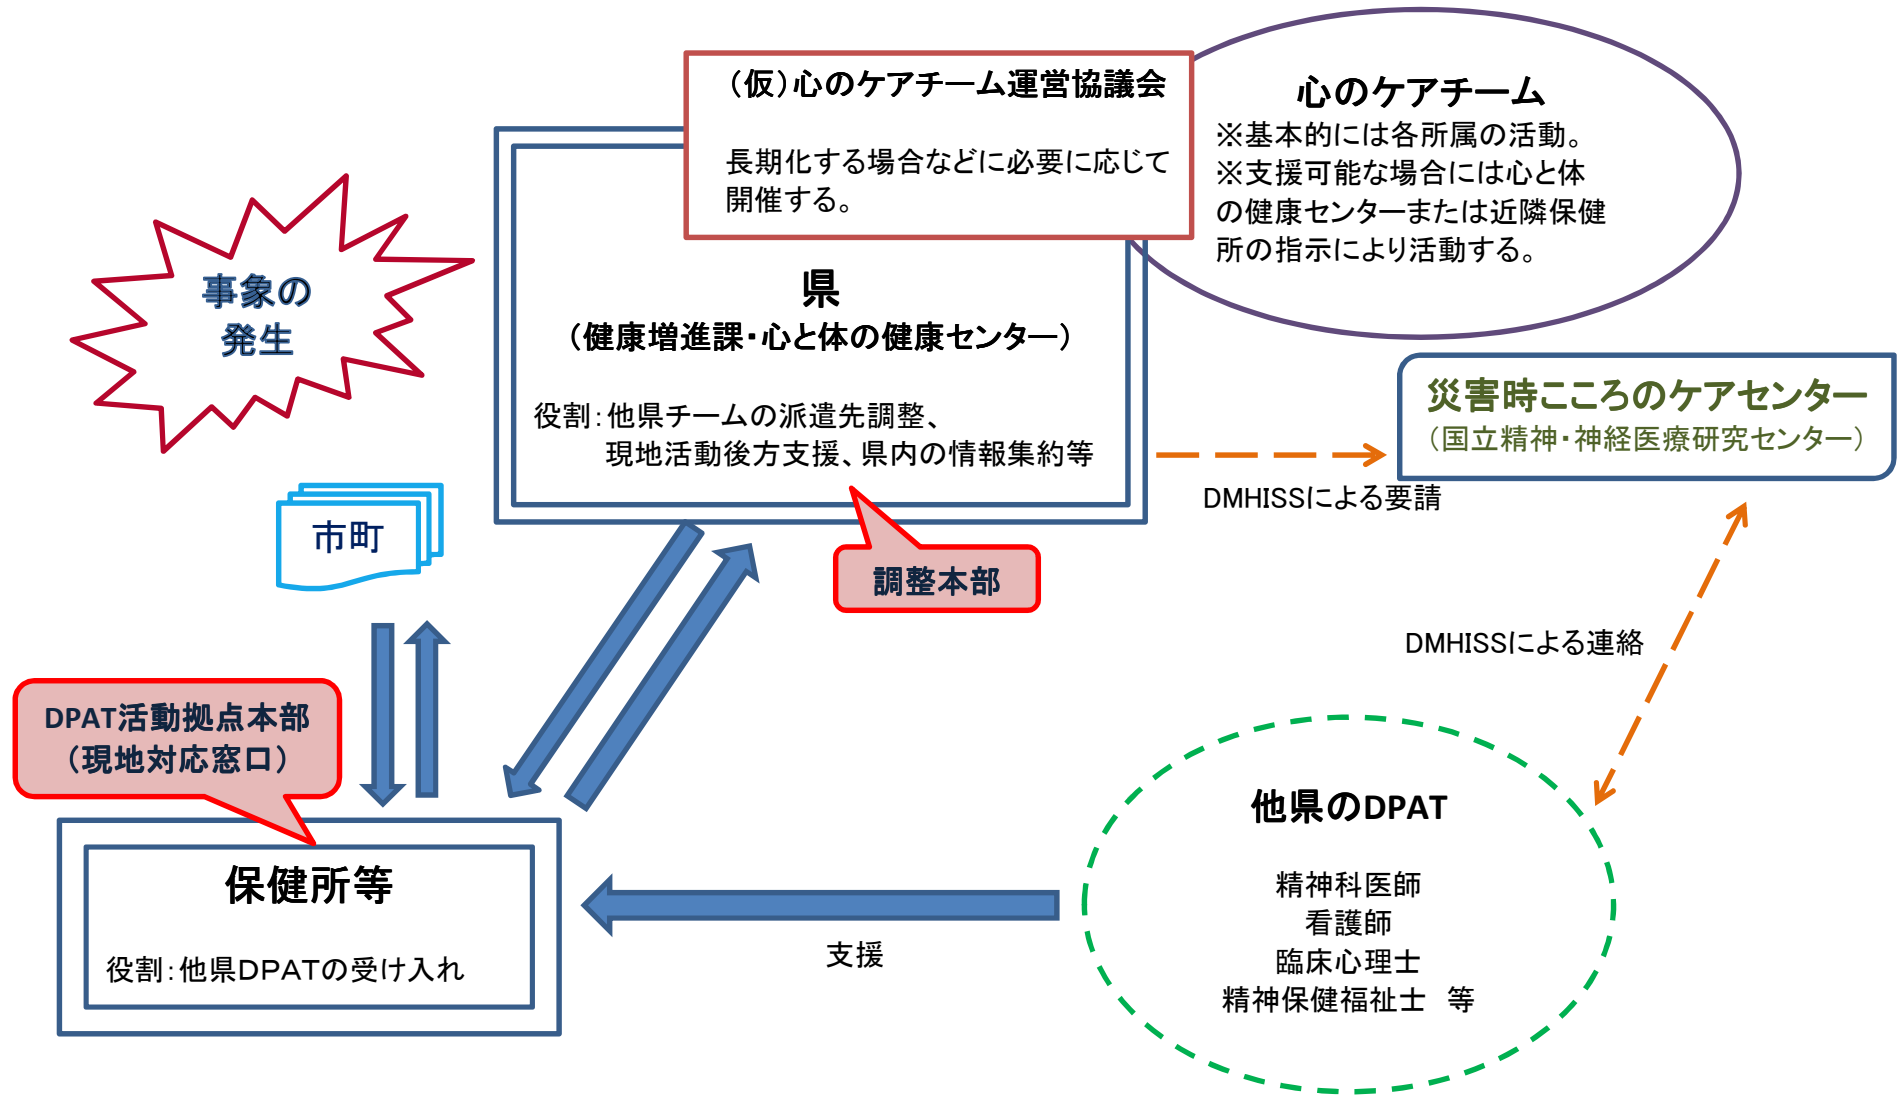 （仮）心のケアチーム運営協議会
長期化する場合などに必要に応じて
開催する。
心のケアチーム
※基本的には各所属の活動。
※支援可能な場合には心と体
の健康センターまたは近隣保健
所の指示により活動する。
事象の
発生
県
（健康増進課・心と体の健康センター）
役割：他県チームの派遣先調整、
現地活動後方支援、県内の情報集約等
災害時こころのケアセンター
（国立精神・神経医療研究センター）
DMHISSによる要請
市町
調整本部
DMHISSによる連絡
DPAT活動拠点本部
（現地対応窓口）
保健所等
役割：他県DPATの受け入れ
支援
他県のDPAT
精神科医師
看護師
臨床心理士
精神保健福祉士　等